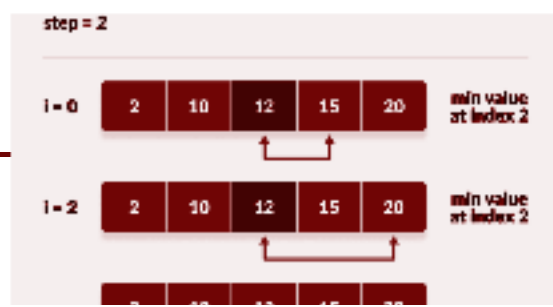 step = 2
i = 0 2 10 12 15 20 min value
at index 2
i = 2 2 10 12 15 20 min value
at index 2